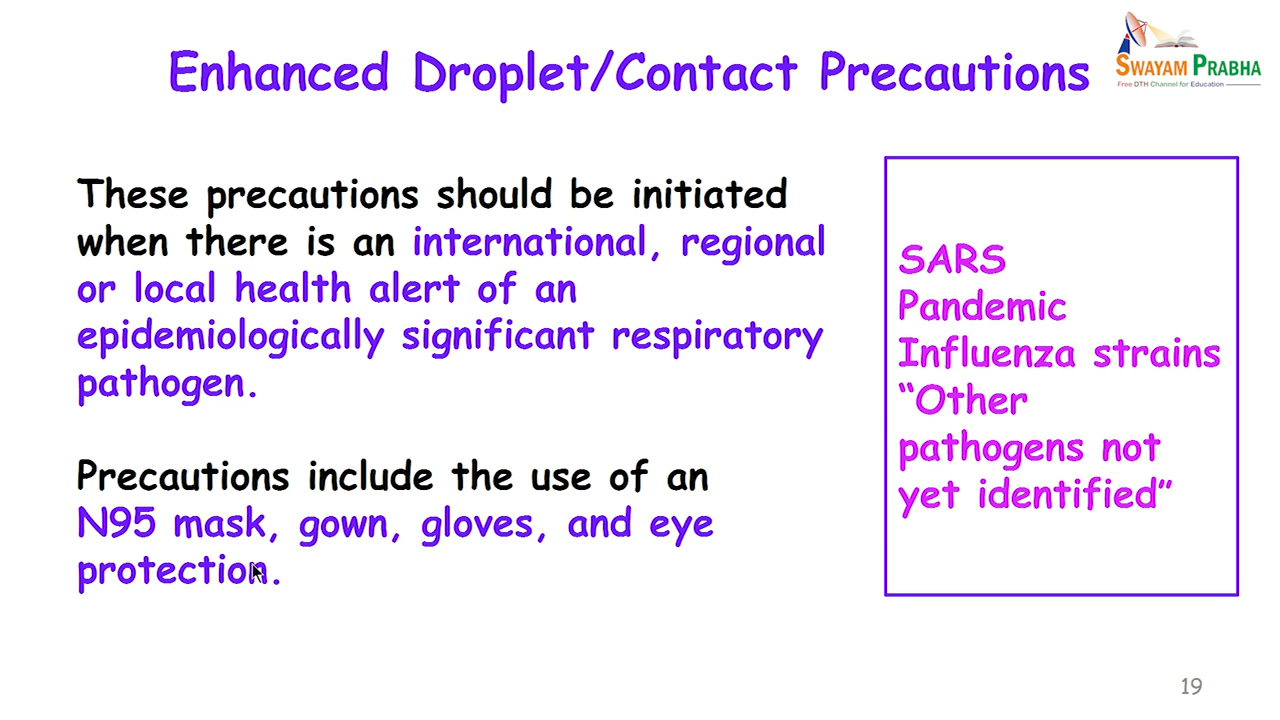 Enhanced Droplet/Contact Precautions
SWAYAM PRABHA
Free DTH Channel for Education
These precautions should be initiated
when there is an international, regional
or local health alert of an
epidemiologically significant respiratory
pathogen.
Precautions include the use of an
N95 mask, gown, gloves, and eye
protection.
SARS
Pandemic
Influenza strains
“Other
pathogens not
yet identified”
19